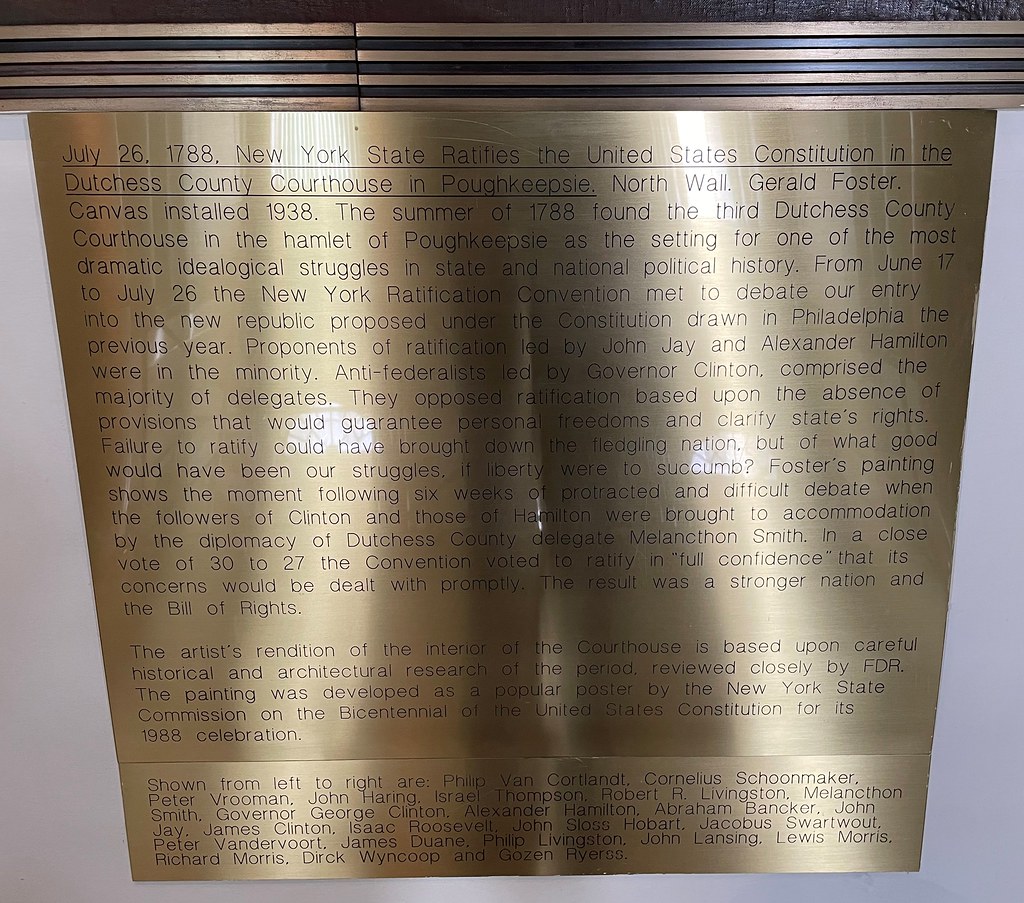 July 26, 1788, New York State Ratifies the United States Constitution in the
Dutchess County Courthouse in Poughkeepsie. North Wall. Gerald Foster.
Canvas installed 1938. The summer of 1788 found the third Dutchess County
Courthouse in the hamlet of Poughkeepsie as the setting for one of the most
dramatic idealogical struggles in state and national political history. From June 17
to July 26 the New York Ratification Convention met to debate our entry
into the new republic proposed under the Constitution drawn in Philadelphia the
previous year. Proponents of ratification led by John Jay and Alexander Hamilton
were in the minority. Anti-federalists led by Governor Clinton, comprised the
majority of delegates. They opposed ratification based upon the absence of
provisions that would guarantee personal freedoms and clarify state's rights.
Failure to ratify could have brought down the fledgling nation, but of what good
would have been our struggles, if liberty were to succumb? Foster's painting
shows the moment following six weeks of protracted and difficult debate when
the followers of Clinton and those of Hamilton were brought to accommodation
by the diplomacy of Dutchess County delegate Melancthon Smith. In a close
vote of 30 to 27 the Convention voted to ratify in "full confidence" that its
concerns would be dealt with promptly. The result was a stronger nation and
the Bill of Rights.
The artist's rendition of the interior of the Courthouse is based upon careful
historical and architectural research of the period, reviewed closely by FDR.
The painting was developed as a popular poster by the New York State
Commission on the Bicentennial of the United States Constitution for its
1988 celebration.
Shown from left to right are: Philip Van Cortlandt, Cornelius Schoonmaker,
Peter Vrooman, John Haring, Israel Thompson, Robert R. Livingston, Melancthon
Smith, Governor George Clinton, Alexander Hamilton, Abraham Bancker, John
Jay, James Clinton, Isaac Roosevelt, John Sloss Hobart, Jacobus Swartwout,
Peter Vandervoort, James Duane, Philip Livingston, John Lansing, Lewis Morris,
Richard Morris, Dirck Wyncoop and Gozen Ryerss.